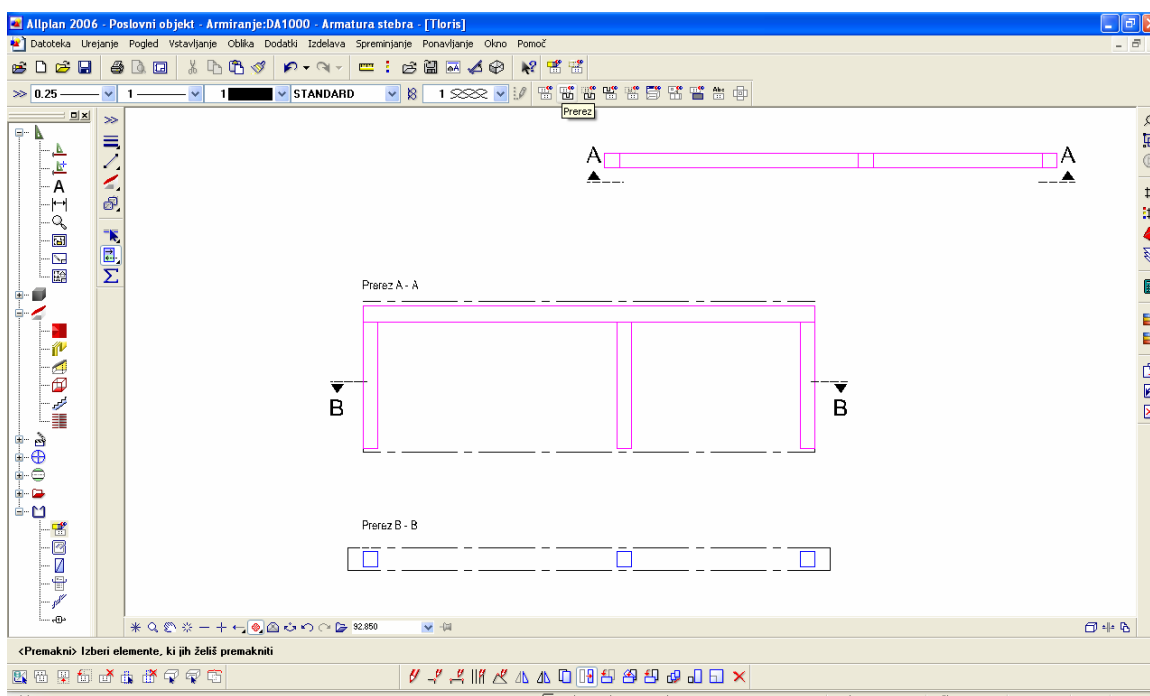 Allplan 2006 - Poslovni objekt - Armiranje:DA1000 - Armatura stebra - [Tloris]
Datoteka Urejanje Pogled Vstavljanje Oblika Dodatki Izdelava Spreminjanje Ponavljanje Okno Pomoč
0.25 1 1 STANDARD 1
Prerez
A A
Prerez A - A
B B
Prerez B - B
92.850
<Premakni> Izberi elemente, ki jih želiš premakniti